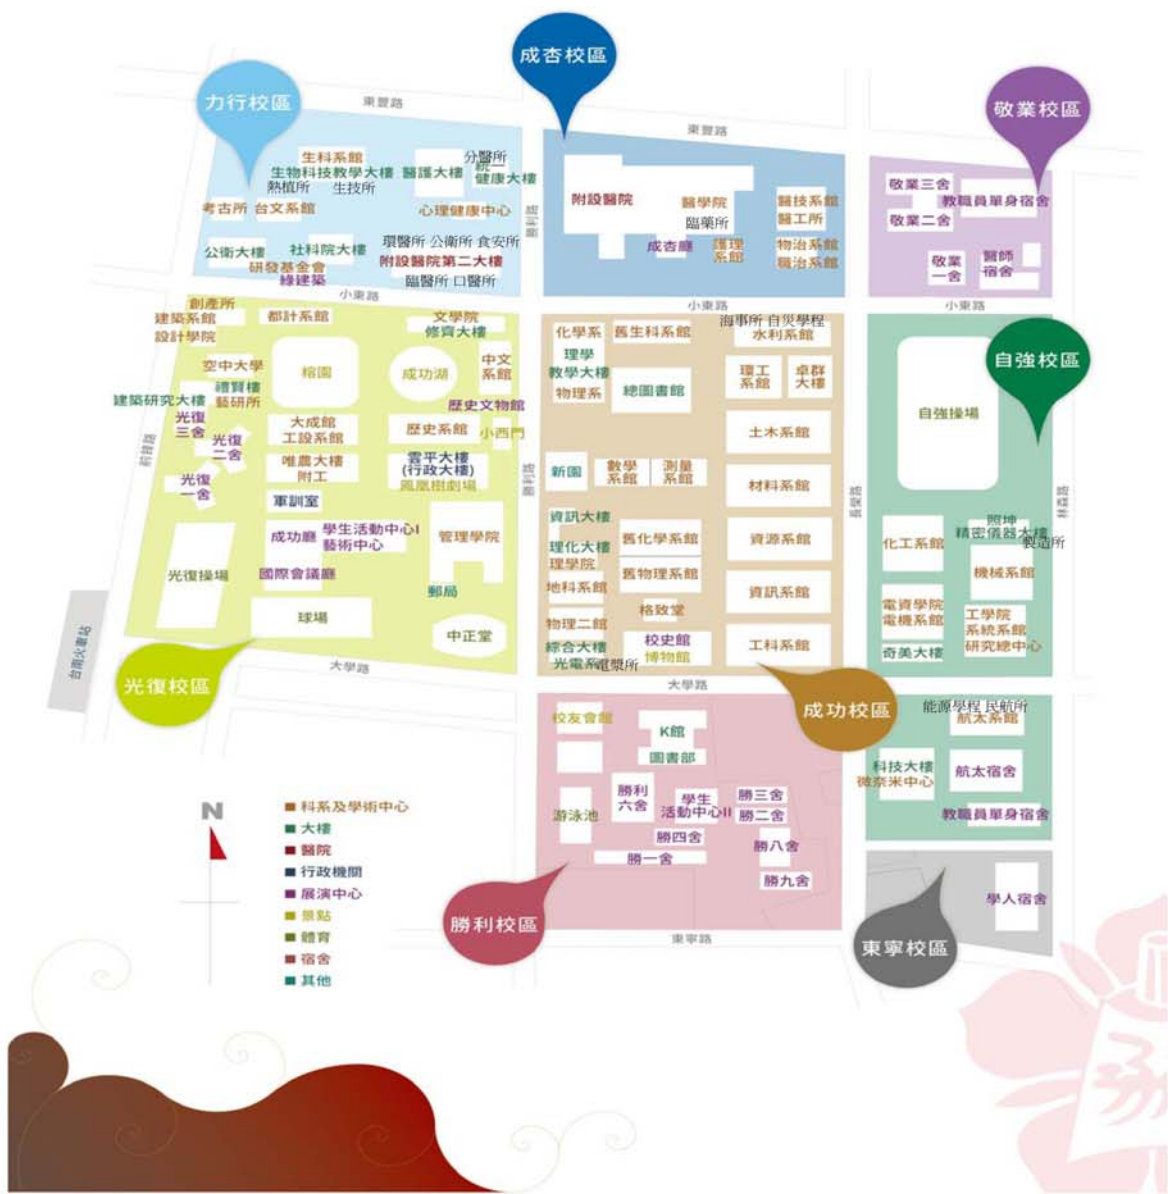 成杏校區
力行校區
敬業校區
東豐路
東豐路
生科系館
生物科技教學大樓
熱植所
生技所
醫護大樓
分醫所
統一
健康大樓
考古所
台文系館
心理健康中心
公衛大樓
社科院大樓
環醫所 公衛所 食安所
附設醫院第二大樓
臨醫所 口醫所
研發基金會
綠建築
勝利路
附設醫院
醫學院
臨藥所
成杏廳
護理
系館
醫技系館
醫工所
物治系館
職治系館
敬業三舍
教職員單身宿舍
敬業二舍
敬業
一舍
醫師
宿舍
小東路
小東路
小東路
創產所
建築系館
設計學院
都計系館
文學院
修齊大樓
空中大學
榕園
成功湖
中文
系館
禮賢樓
藝研所
建築研究大樓
歷史文物館
光復
三舍
大成館
工設系館
歷史系館
小西門
光復
二舍
唯農大樓
附工
雲平大樓
(行政大樓)
鳳凰樹劇場
光復
一舍
軍訓室
成功廳
學生活動中心I
藝術中心
管理學院
光復操場
國際會議廳
郵局
球場
中正堂
前鋒路
勝利路
台南火車站
光復校區
大學路
化學系
舊生科系館
海事所 自災學程
水利系館
理學
教學大樓
總圖書館
環工
系館
卓群
大樓
物理系
土木系館
新園
數學
系館
測量
系館
材料系館
資訊大樓
舊化學系館
資源系館
理化大樓
理學院
舊物理系館
地科系館
資訊系館
格致堂
物理二館
校史館
博物館
工科系館
綜合大樓
光電系
電漿所
長榮路
林森路
自強校區
自強操場
照坤
精密儀器大樓
製造所
化工系館
機械系館
電資學院
電機系館
工學院
系統系館
研究總中心
奇美大樓
大學路
成功校區
能源學程 民航所
航太系館
科技大樓
微奈米中心
航太宿舍
教職員單身宿舍
校友會館
K館
圖書部
游泳池
勝利
六舍
學生
活動中心II
勝三舍
勝二舍
勝四舍
勝八舍
勝一舍
勝九舍
勝利校區
東寧路
學人宿舍
東寧校區
N
科系及學術中心
大樓
醫院
行政機關
展演中心
景點
體育
宿舍
其他